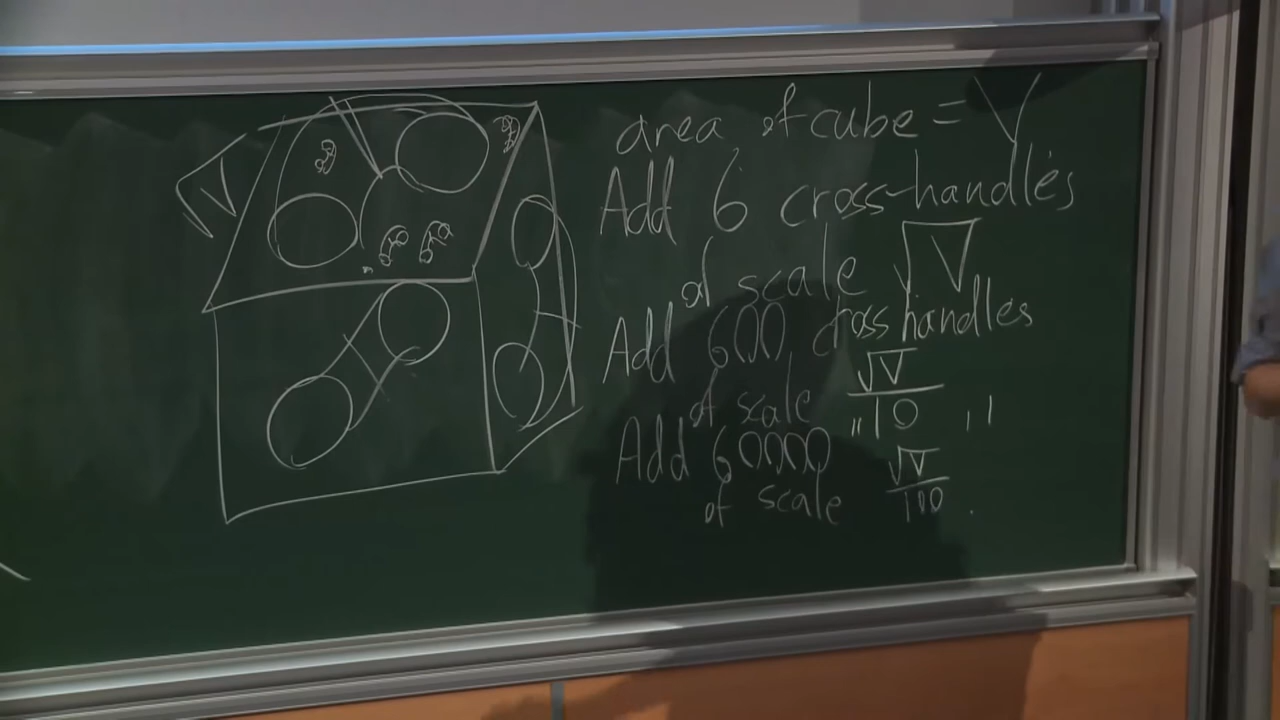 √V
area of cube = V
Add 6 cross-handles
of scale √V
Add 600 cross handles
of scale √V/10
Add 60000 " "
of scale √V/100.